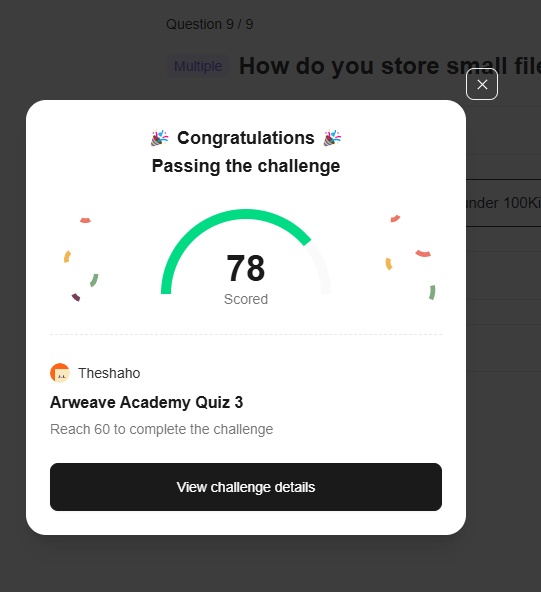 Question 9 / 9
Multiple How do you store small file
under 100Ki
Congratulations
Passing the challenge
78
Scored
Theshaho
Arweave Academy Quiz 3
Reach 60 to complete the challenge
View challenge details